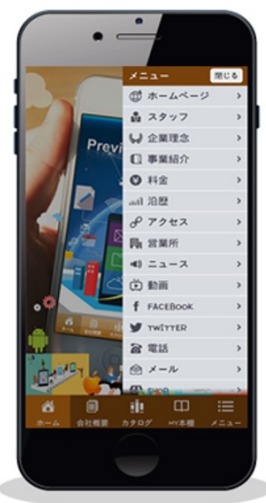 メニュー
閉じる
ホームページ
スタッフ
企業理念
事業紹介
料金
沿歴
アクセス
営業所
ニュース
動画
FACEBOOK
TWITTER
電話
メール
Previ
ホーム
会社概要
カタログ
MY本棚
メニュー